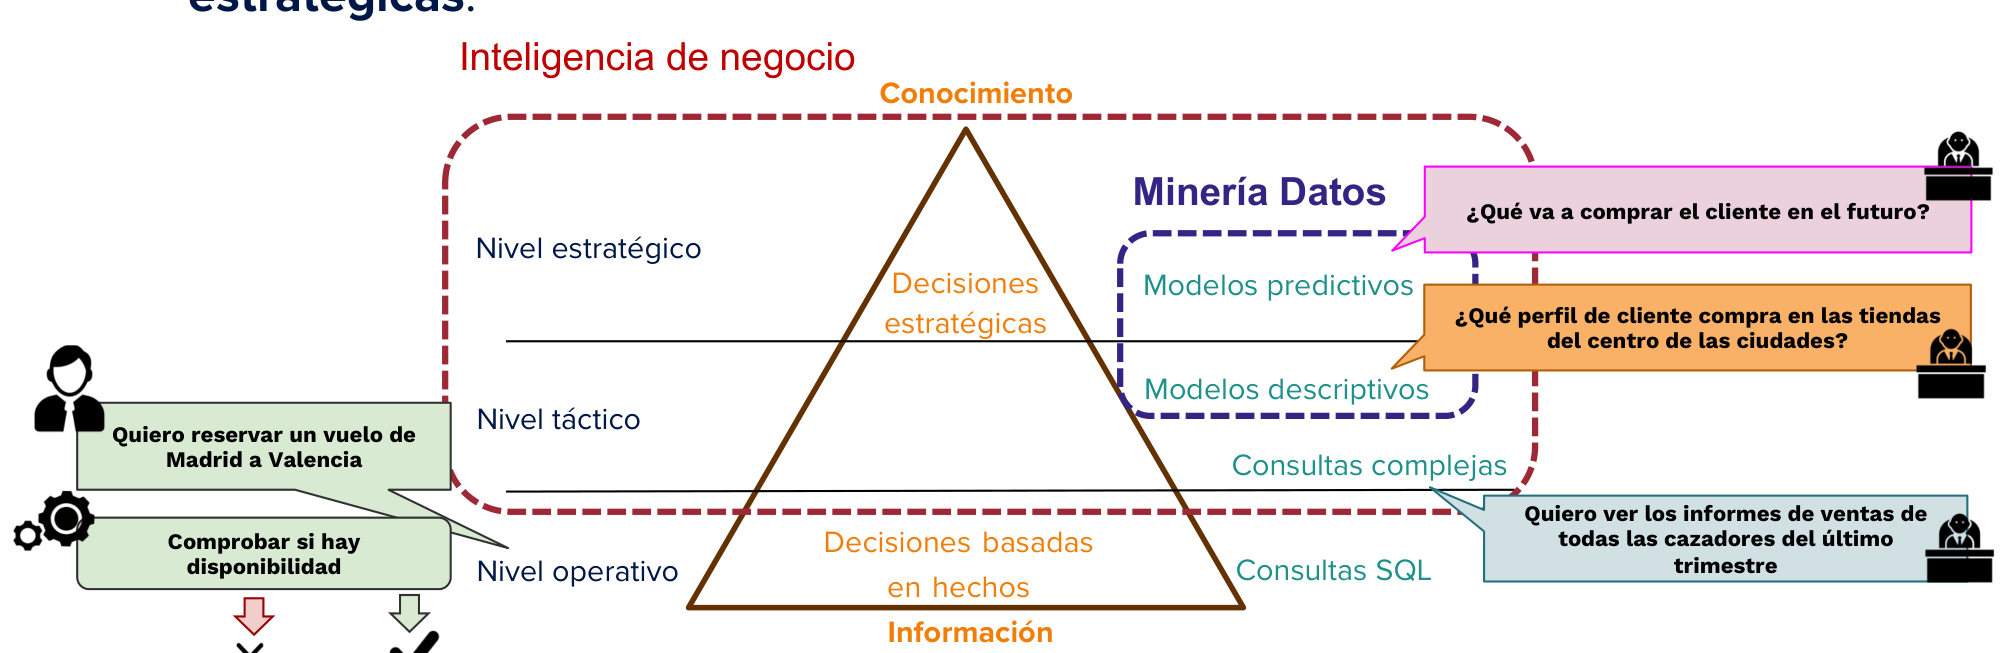 estratégicas.
Inteligencia de negocio
Conocimiento
Minería Datos
¿Qué va a comprar el cliente en el futuro?
Nivel estratégico
Decisiones
estratégicas
Modelos predictivos
¿Qué perfil de cliente compra en las tiendas
del centro de las ciudades?
Modelos descriptivos
Nivel táctico
Quiero reservar un vuelo de
Madrid a Valencia
Consultas complejas
Quiero ver los informes de ventas de
todas las cazadores del último
trimestre
Comprobar si hay
disponibilidad
Nivel operativo
Decisiones basadas
en hechos
Consultas SQL
Información